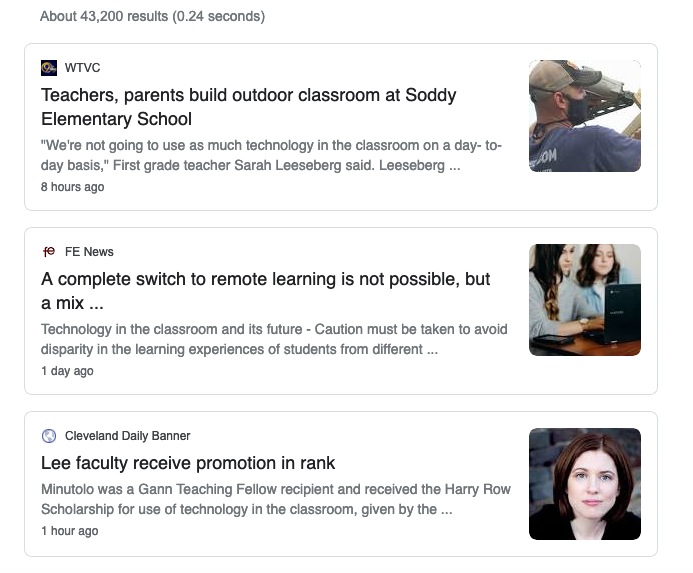 About 43,200 results (0.24 seconds)
WTVC
Teachers, parents build outdoor classroom at Soddy
Elementary School
"We're not going to use as much technology in the classroom on a day- to-
day basis," First grade teacher Sarah Leeseberg said. Leeseberg ...
8 hours ago
fe FE News
A complete switch to remote learning is not possible, but
a mix ...
Technology in the classroom and its future - Caution must be taken to avoid
disparity in the learning experiences of students from different ...
1 day ago
Cleveland Daily Banner
Lee faculty receive promotion in rank
Minutolo was a Gann Teaching Fellow recipient and received the Harry Row
Scholarship for use of technology in the classroom, given by the ...
1 hour ago